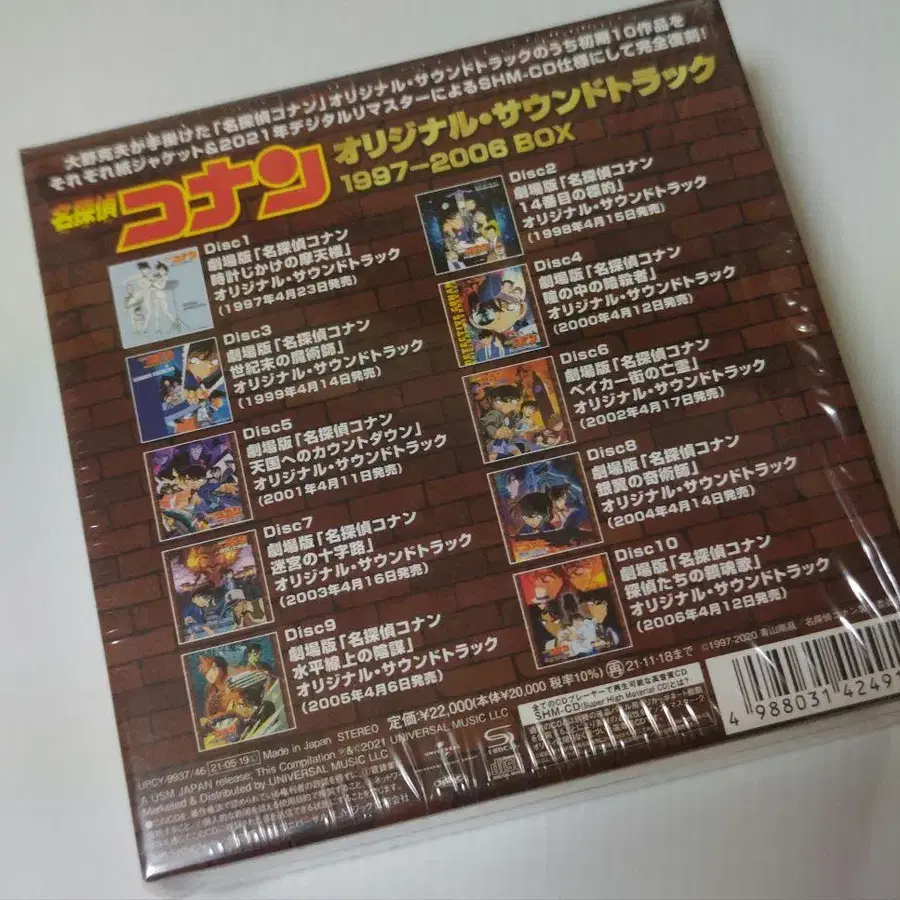 大野克夫が手掛けた「名探偵コナン」オリジナル・サウンドトラックのうち初期10作品を
それぞれ紙ジャケット&2021年デジタルリマスターによるSHM-CD仕様にして完全復刻!
名探偵コナン オリジナル・サウンドトラック
1997-2006 BOX
Disc1
劇場版「名探偵コナン
時計じかけの摩天楼」
オリジナル・サウンドトラック
(1997年4月23日発売)
Disc2
劇場版「名探偵コナン
14番目の標的」
オリジナル・サウンドトラック
(1998年4月15日発売)
Disc3
劇場版「名探偵コナン
世紀末の魔術師」
オリジナル・サウンドトラック
(1999年4月14日発売)
Disc4
劇場版「名探偵コナン
瞳の中の暗殺者」
オリジナル・サウンドトラック
(2000年4月12日発売)
Disc5
劇場版「名探偵コナン
天国へのカウントダウン」
オリジナル・サウンドトラック
(2001年4月11日発売)
Disc6
劇場版「名探偵コナン
ベイカー街の亡霊」
オリジナル・サウンドトラック
(2002年4月17日発売)
Disc7
劇場版「名探偵コナン
迷宮の十字路」
オリジナル・サウンドトラック
(2003年4月16日発売)
Disc8
劇場版「名探偵コナン
銀翼の奇術師」
オリジナル・サウンドトラック
(2004年4月14日発売)
Disc9
劇場版「名探偵コナン
水平線上の陰謀」
オリジナル・サウンドトラック
(2005年4月6日発売)
Disc10
劇場版「名探偵コナン
探偵たちの鎮魂歌」
オリジナル・サウンドトラック
(2006年4月12日発売)
©1997-2020 青山剛昌
定価:¥22,000(本体¥20,000 税率10%) 再 21・11・18まで
全てのCDプレーヤーで再生可能な高音質CD
SHM-CD(Super High Material CD)とは?
UPCY-9937/46 21・05・19 Made in Japan STEREO
A USM JAPAN release; This Compilation ℗&©2021 UNIVERSAL MUSIC LLC
Marketed & Distributed by UNIVERSAL MUSIC LLC
4 988031 42491